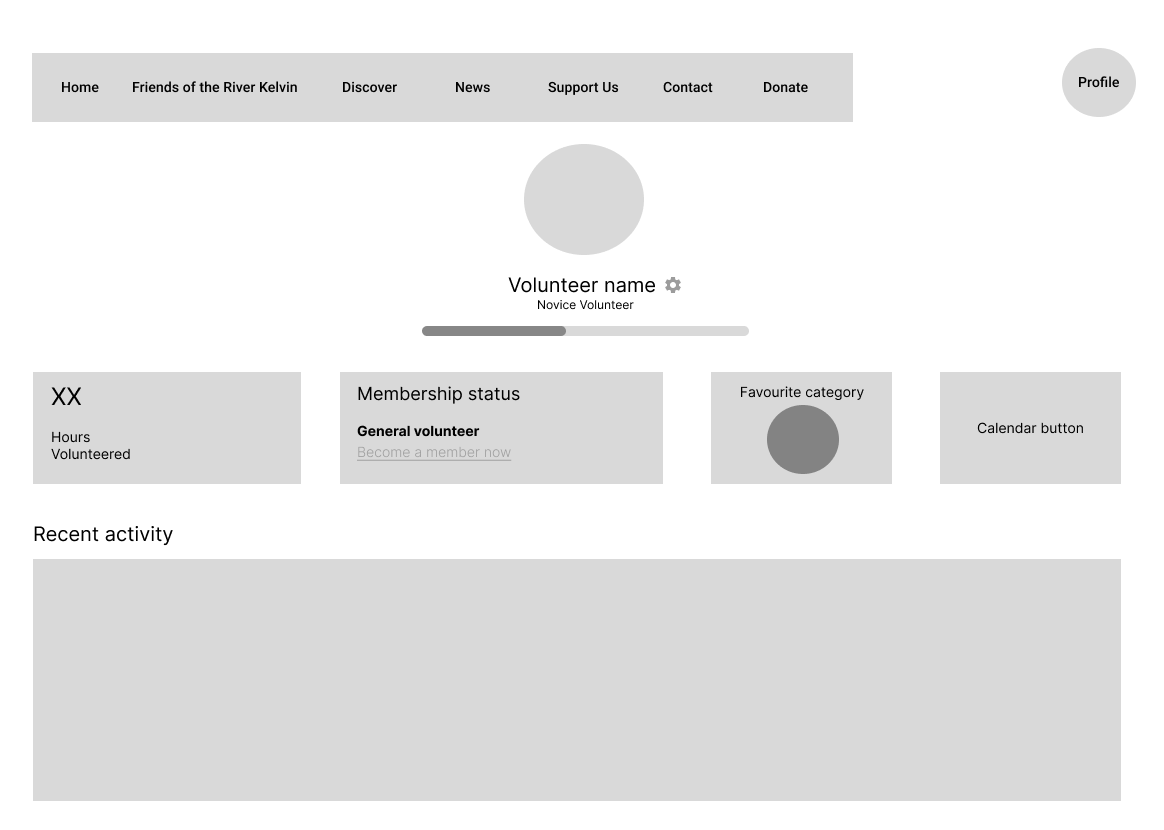 Home Friends of the River Kelvin Discover News Support Us Contact Donate
Profile
Volunteer name
Novice Volunteer
XX
Hours
Volunteered
Membership status
General volunteer
Become a member now
Favourite category
Calendar button
Recent activity